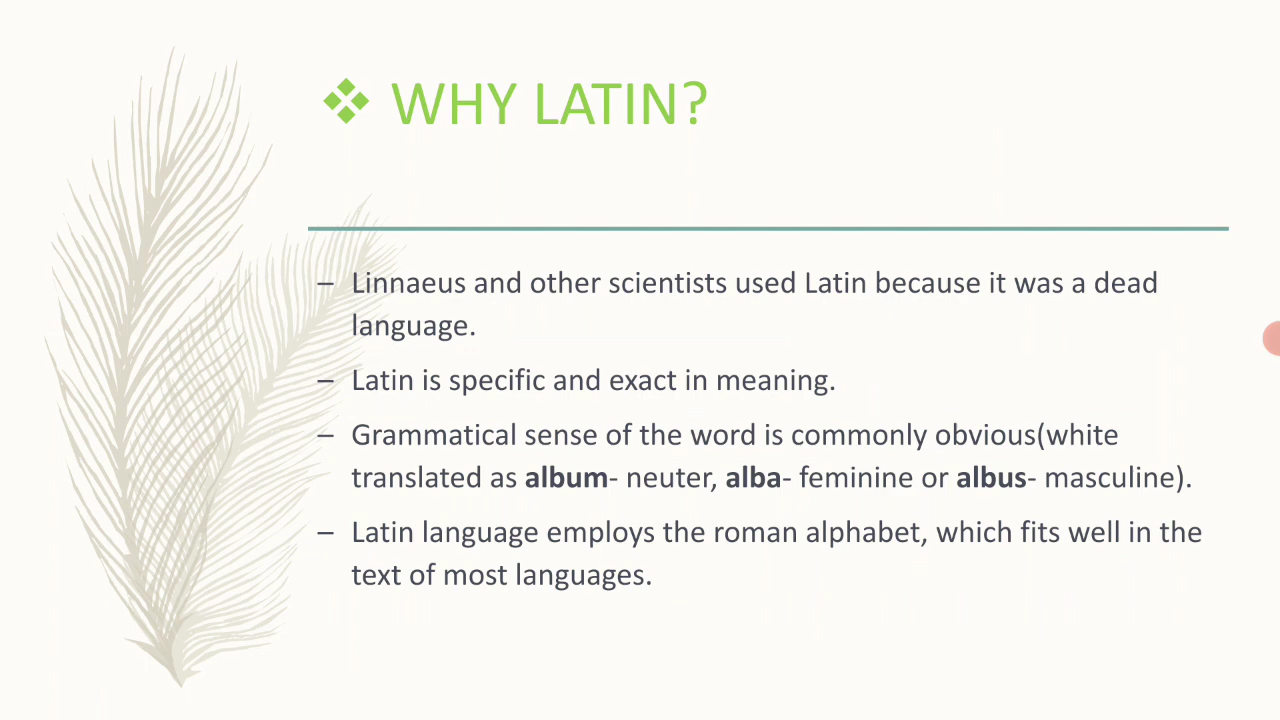 ❖ WHY LATIN?
– Linnaeus and other scientists used Latin because it was a dead
language.
– Latin is specific and exact in meaning.
– Grammatical sense of the word is commonly obvious(white
translated as album- neuter, alba- feminine or albus- masculine).
– Latin language employs the roman alphabet, which fits well in the
text of most languages.